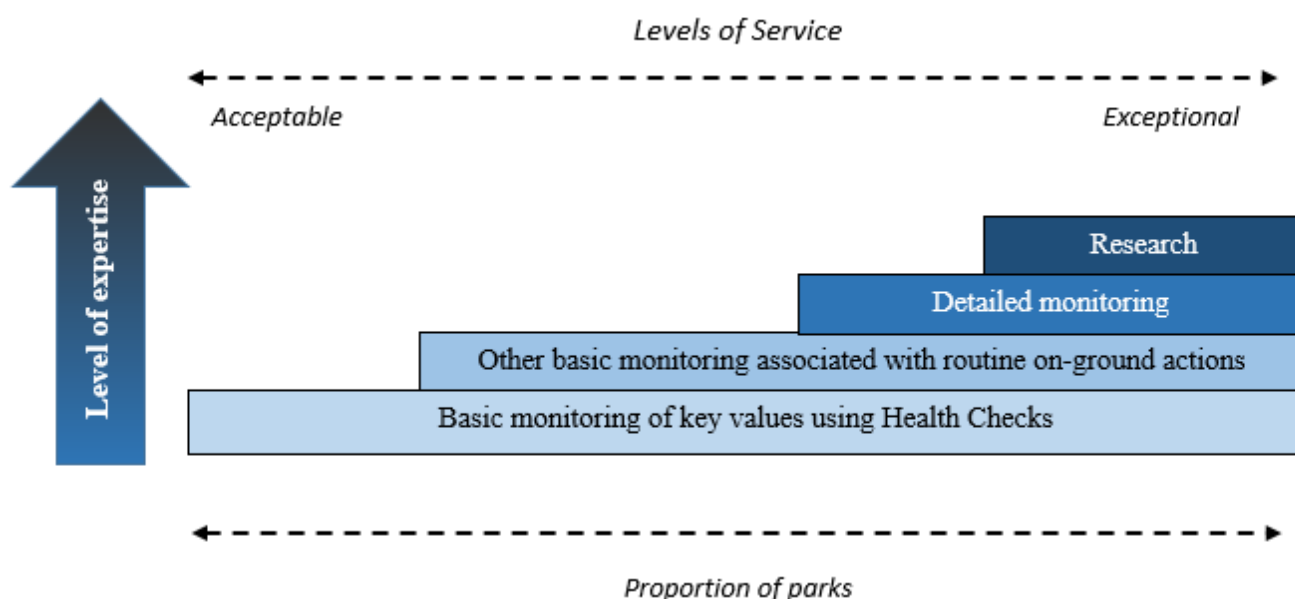 Levels of Service
Acceptable
Exceptional
Level of expertise
Research
Detailed monitoring
Other basic monitoring associated with routine on-ground actions
Basic monitoring of key values using Health Checks
Proportion of parks